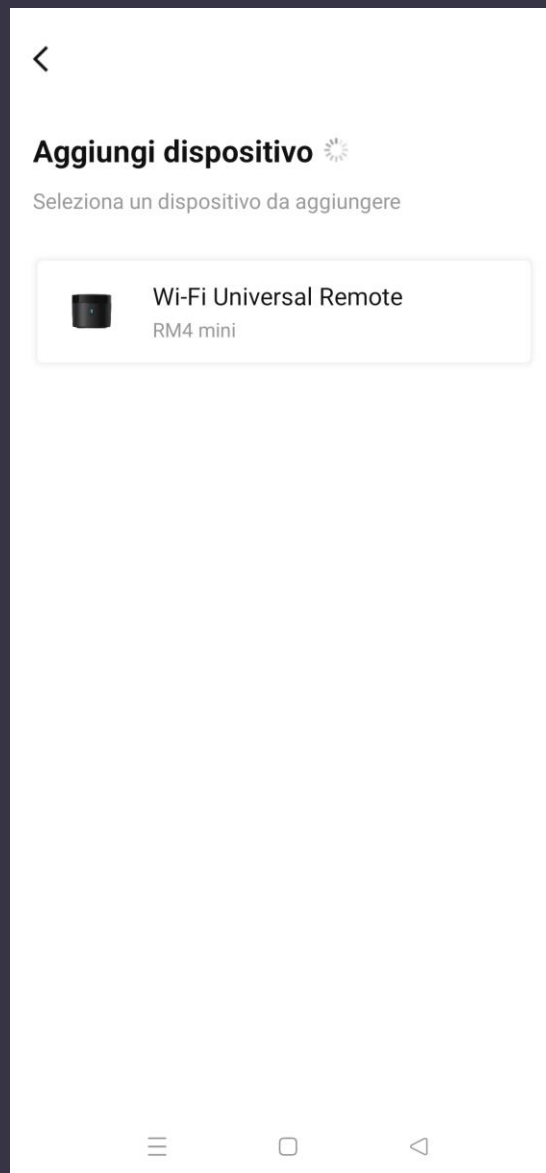 Aggiungi dispositivo
Seleziona un dispositivo da aggiungere
Wi-Fi Universal Remote
RM4 mini